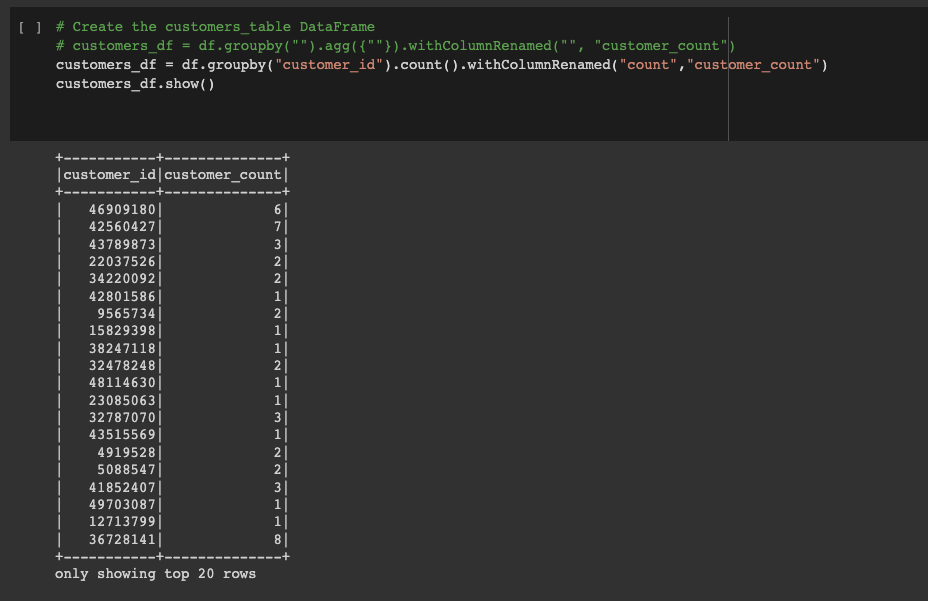 [ ] # Create the customers_table DataFrame
# customers_df = df.groupby("").agg({""}).withColumnRenamed("", "customer_count")
customers_df = df.groupby("customer_id").count().withColumnRenamed("count","customer_count")
customers_df.show()
+-----------+--------------+
|customer_id|customer_count|
+-----------+--------------+
|   46909180|             6|
|   42560427|             7|
|   43789873|             3|
|   22037526|             2|
|   34220092|             2|
|   42801586|             1|
|    9565734|             2|
|   15829398|             1|
|   38247118|             1|
|   32478248|             2|
|   48114630|             1|
|   23085063|             1|
|   32787070|             3|
|   43515569|             1|
|    4919528|             2|
|    5088547|             2|
|   41852407|             3|
|   49703087|             1|
|   12713799|             1|
|   36728141|             8|
+-----------+--------------+
only showing top 20 rows